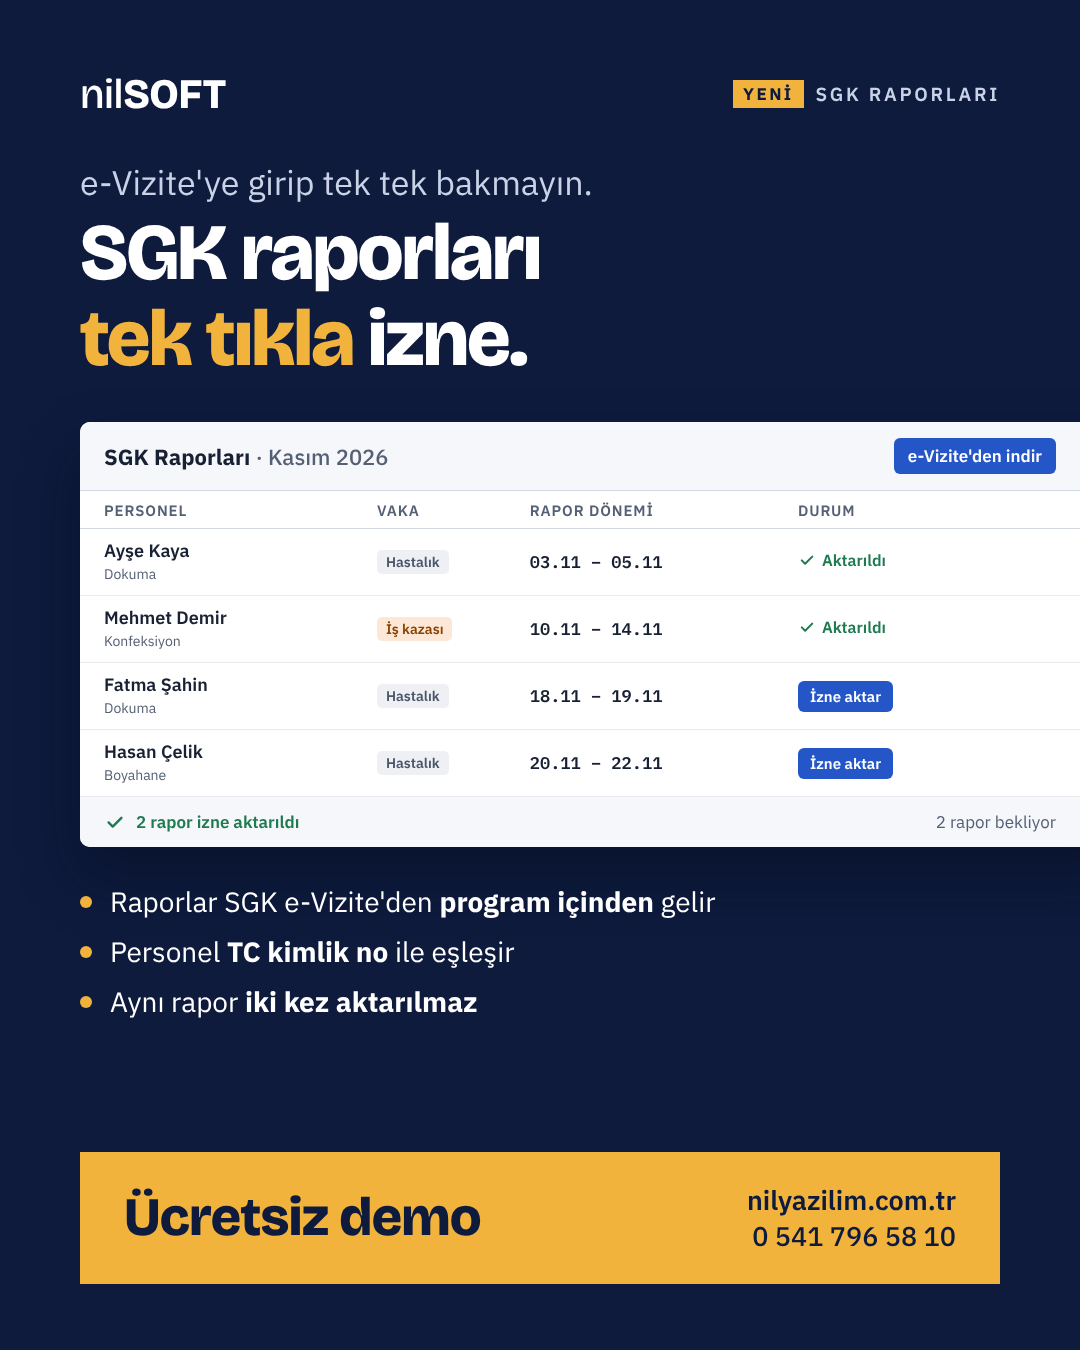 nilSOFT
YENİ SGK RAPORLARI
e-Vizite'ye girip tek tek bakmayın.
SGK raporları
tek tıkla izne.
SGK Raporları · Kasım 2026
e-Vizite'den indir
PERSONEL VAKA RAPOR DÖNEMİ DURUM
Ayşe Kaya
Dokuma
Hastalık
03.11 – 05.11
Aktarıldı
Mehmet Demir
Konfeksiyon
İş kazası
10.11 – 14.11
Aktarıldı
Fatma Şahin
Dokuma
Hastalık
18.11 – 19.11
İzne aktar
Hasan Çelik
Boyahane
Hastalık
20.11 – 22.11
İzne aktar
2 rapor izne aktarıldı
2 rapor bekliyor
Raporlar SGK e-Vizite'den program içinden gelir
Personel TC kimlik no ile eşleşir
Aynı rapor iki kez aktarılmaz
Ücretsiz demo
nilyazilim.com.tr
0 541 796 58 10